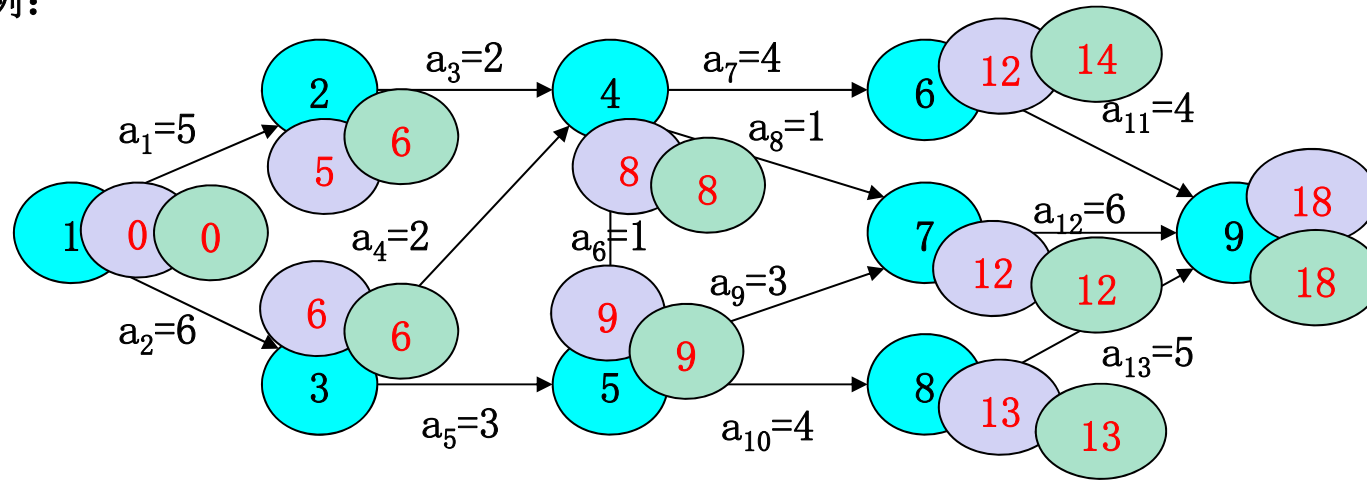 例:
a₃=2
a₇=4
2
4
6
12
14
a₁=5
5
6
8
8
a₈=1
a₁₁=4
1
0
0
a₄=2
a₆=1
7
12
12
a₁₂=6
9
18
18
a₂=6
6
6
9
9
a₉=3
3
5
8
13
13
a₁₃=5
a₅=3
a₁₀=4